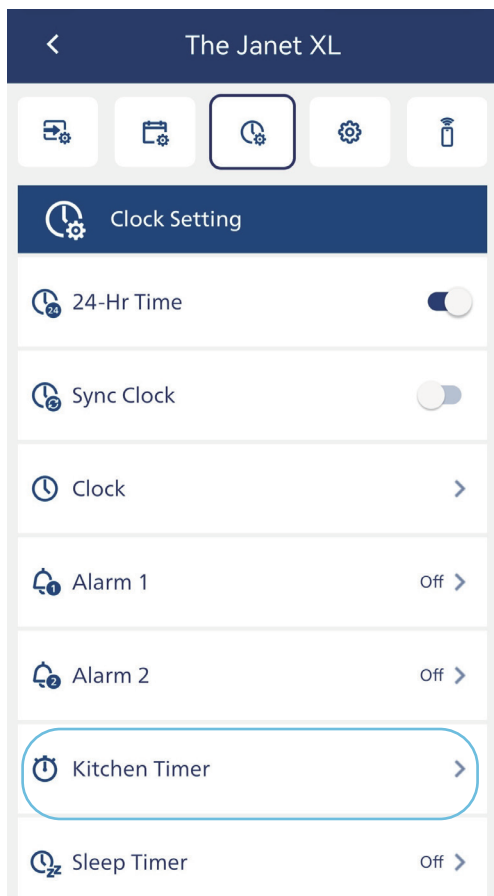 The Janet XL
Clock Setting
24-Hr Time
Sync Clock
Clock
Alarm 1 Off
Alarm 2 Off
Kitchen Timer
Sleep Timer Off